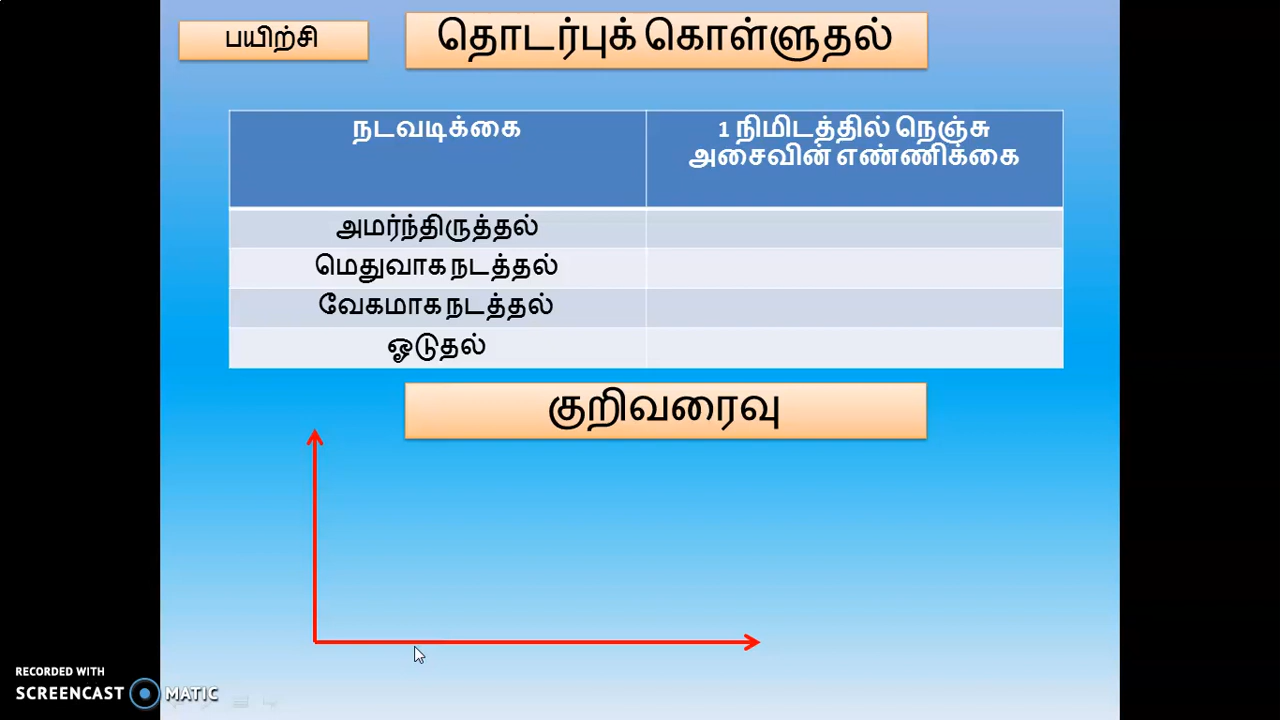 பயிற்சி
தொடர்புக் கொள்ளுதல்
நடவடிக்கை
1 நிமிடத்தில் நெஞ்சு
அசைவின் எண்ணிக்கை
அமர்ந்திருத்தல்
மெதுவாக நடத்தல்
வேகமாக நடத்தல்
ஓடுதல்
குறிவரைவு
RECORDED WITH
SCREENCAST MATIC